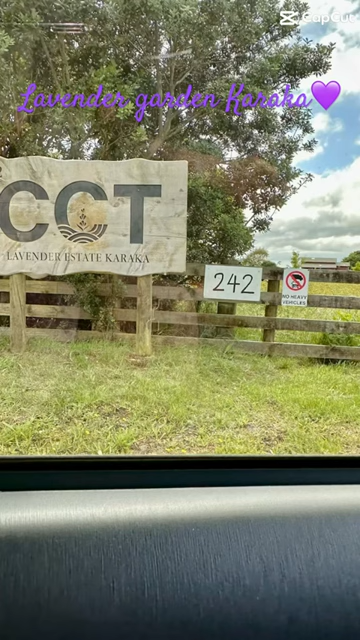 CapCut
Lavender garden Karaka💜
CCT
LAVENDER ESTATE KARAKA
242
NO HEAVY
VEHICLES